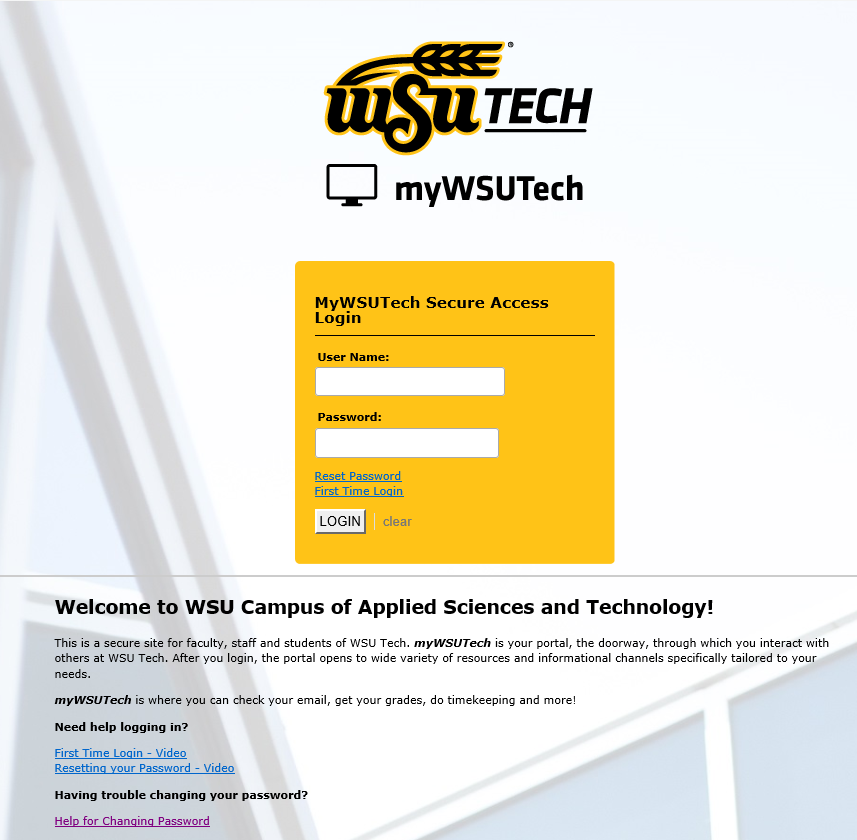 WSU TECH ®
myWSUTech
MyWSUTech Secure Access
Login
User Name:
Password:
Reset Password
First Time Login
LOGIN | clear
Welcome to WSU Campus of Applied Sciences and Technology!
This is a secure site for faculty, staff and students of WSU Tech. myWSUTech is your portal, the doorway, through which you interact with
others at WSU Tech. After you login, the portal opens to wide variety of resources and informational channels specifically tailored to your
needs.
myWSUTech is where you can check your email, get your grades, do timekeeping and more!
Need help logging in?
First Time Login - Video
Resetting your Password - Video
Having trouble changing your password?
Help for Changing Password